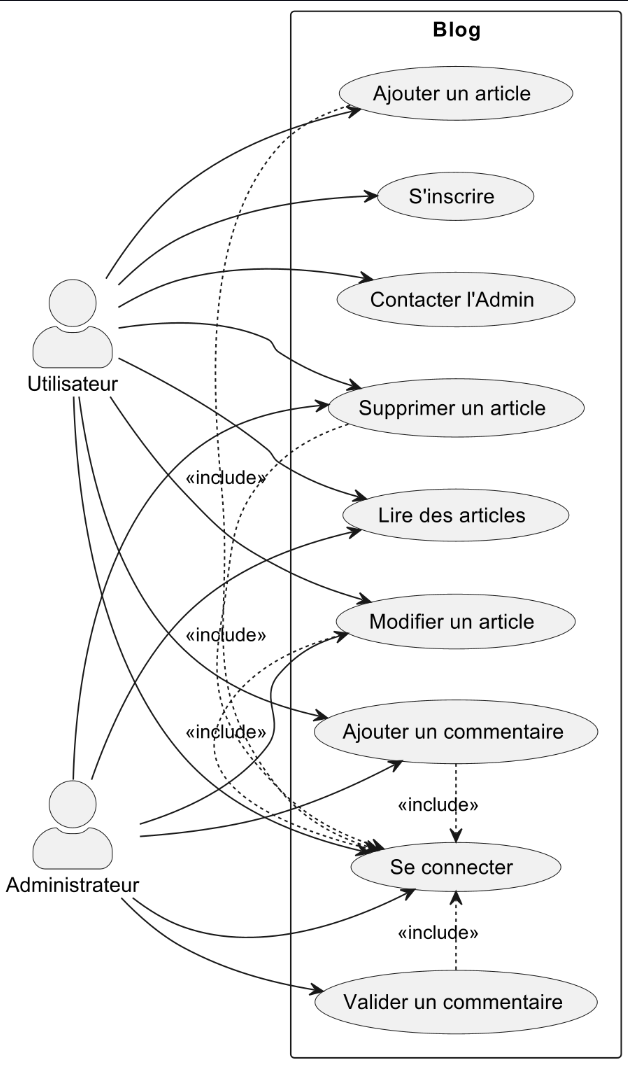 Blog
Ajouter un article
S'inscrire
Contacter l'Admin
Utilisateur
Supprimer un article
«include»
Lire des articles
Modifier un article
«include»
«include»
Ajouter un commentaire
«include»
Se connecter
Administrateur
«include»
Valider un commentaire